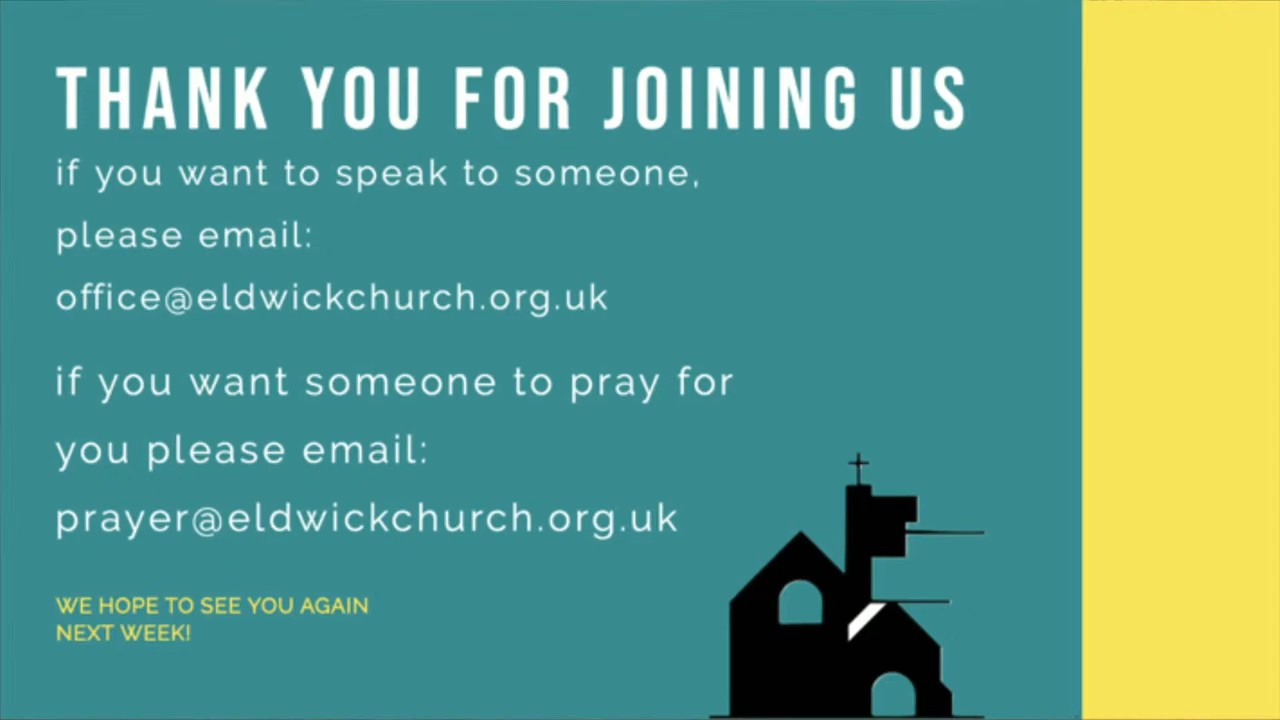 THANK YOU FOR JOINING US
if you want to speak to someone,
please email:
office@eldwickchurch.org.uk
if you want someone to pray for
you please email:
prayer@eldwickchurch.org.uk
WE HOPE TO SEE YOU AGAIN
NEXT WEEK!